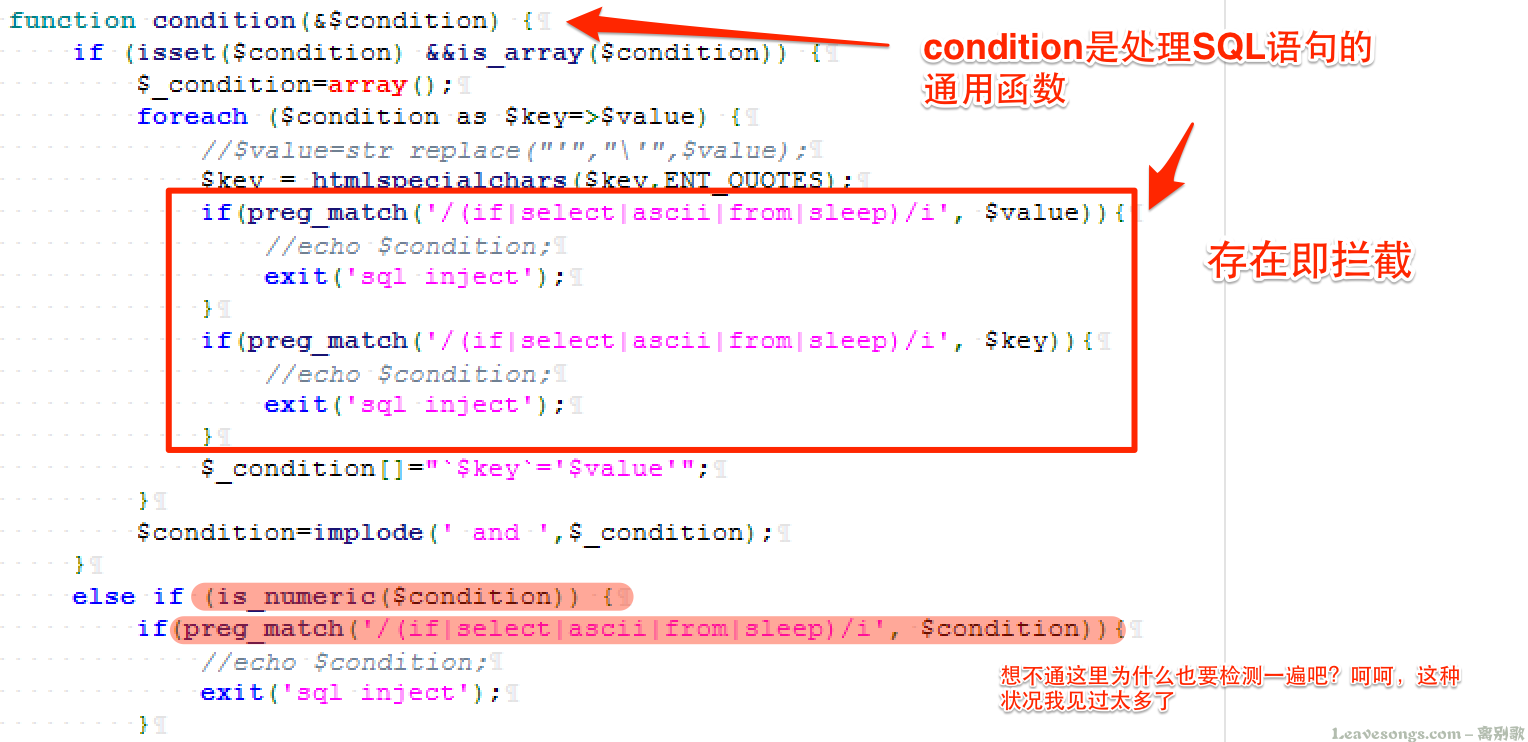 function condition(&$condition) {
if (isset($condition) &&is_array($condition)) {
$_condition=array();
foreach ($condition as $key=>$value) {
//$value=str replace("'","\'",$value);
$key = htmlspecialchars($key,ENT_QUOTES);
if(preg_match('/(if|select|ascii|from|sleep)/i', $value)){
//echo $condition;
exit('sql inject');
}
if(preg_match('/(if|select|ascii|from|sleep)/i', $key)){
//echo $condition;
exit('sql inject');
}
$_condition[]="`$key`='$value'";
}
$condition=implode(' and ',$_condition);
}
else if (is_numeric($condition)) {
if(preg_match('/(if|select|ascii|from|sleep)/i', $condition)){
//echo $condition;
exit('sql inject');
}
condition是处理SQL语句的
通用函数
存在即拦截
想不通这里为什么也要检测一遍吧？呵呵，这种
状况我见过太多了
Leavesongs.com – 离别歌